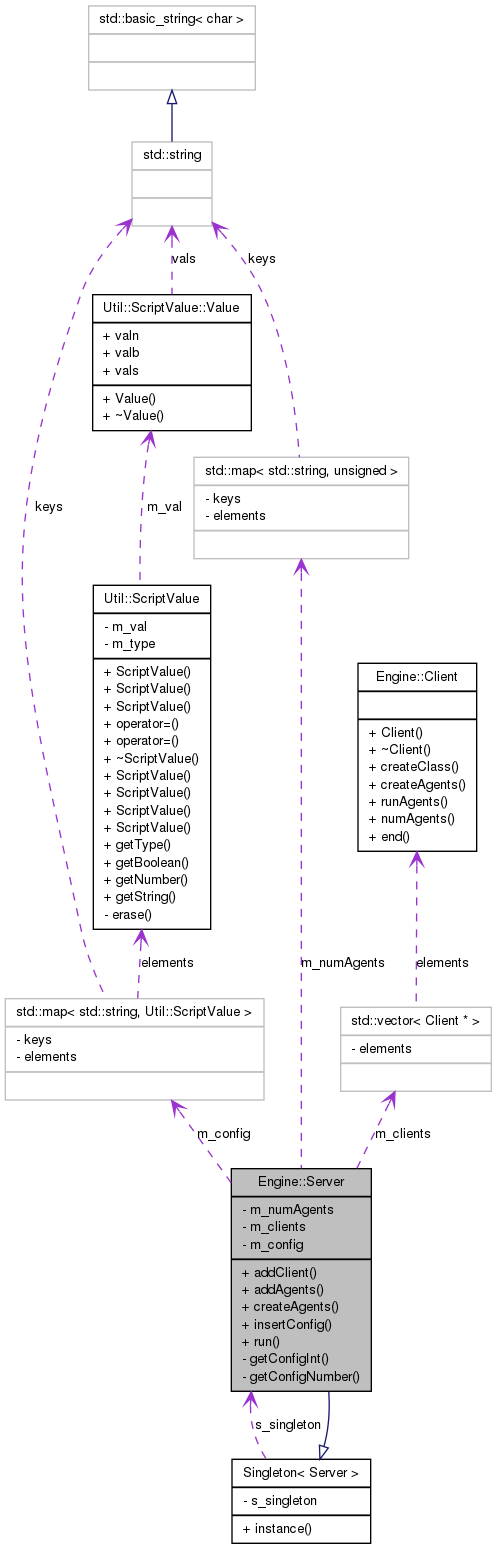 std::basic_string< char >
std::string
vals
keys
Util::ScriptValue::Value
+ valn
+ valb
+ vals
+ Value()
+ ~Value()
std::map< std::string, unsigned >
- keys
- elements
keys
m_val
Util::ScriptValue
- m_val
- m_type
+ ScriptValue()
+ ScriptValue()
+ ScriptValue()
+ operator=()
+ operator=()
+ ~ScriptValue()
+ ScriptValue()
+ ScriptValue()
+ ScriptValue()
+ ScriptValue()
+ getType()
+ getBoolean()
+ getNumber()
+ getString()
- erase()
Engine::Client
+ Client()
+ ~Client()
+ createClass()
+ createAgents()
+ runAgents()
+ numAgents()
+ end()
elements
m_numAgents
elements
std::map< std::string, Util::ScriptValue >
- keys
- elements
std::vector< Client * >
- elements
m_config
m_clients
Engine::Server
- m_numAgents
- m_clients
- m_config
+ addClient()
+ addAgents()
+ createAgents()
+ insertConfig()
+ run()
- getConfigInt()
- getConfigNumber()
s_singleton
Singleton< Server >
- s_singleton
+ instance()